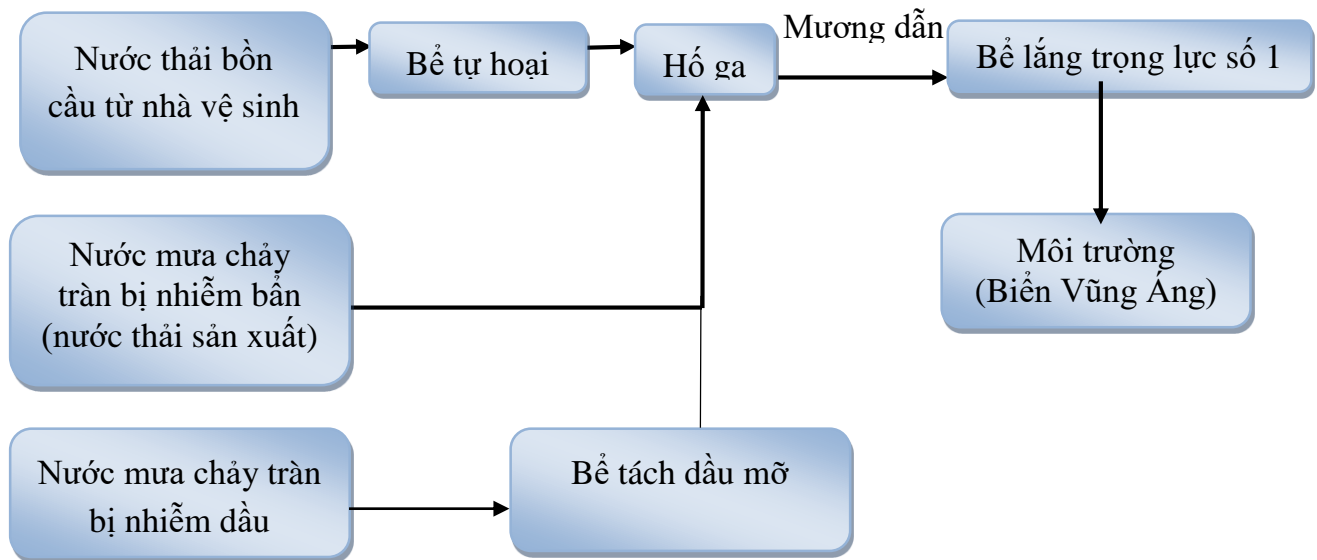 Nước thải bồn
cầu từ nhà vệ sinh
Bể tự hoại
Hố ga
Mương dẫn
Bể lắng trọng lực số 1
Nước mưa chảy
tràn bị nhiễm bẩn
(nước thải sản xuất)
Môi trường
(Biển Vũng Áng)
Nước mưa chảy tràn
bị nhiễm dầu
Bể tách dầu mỡ